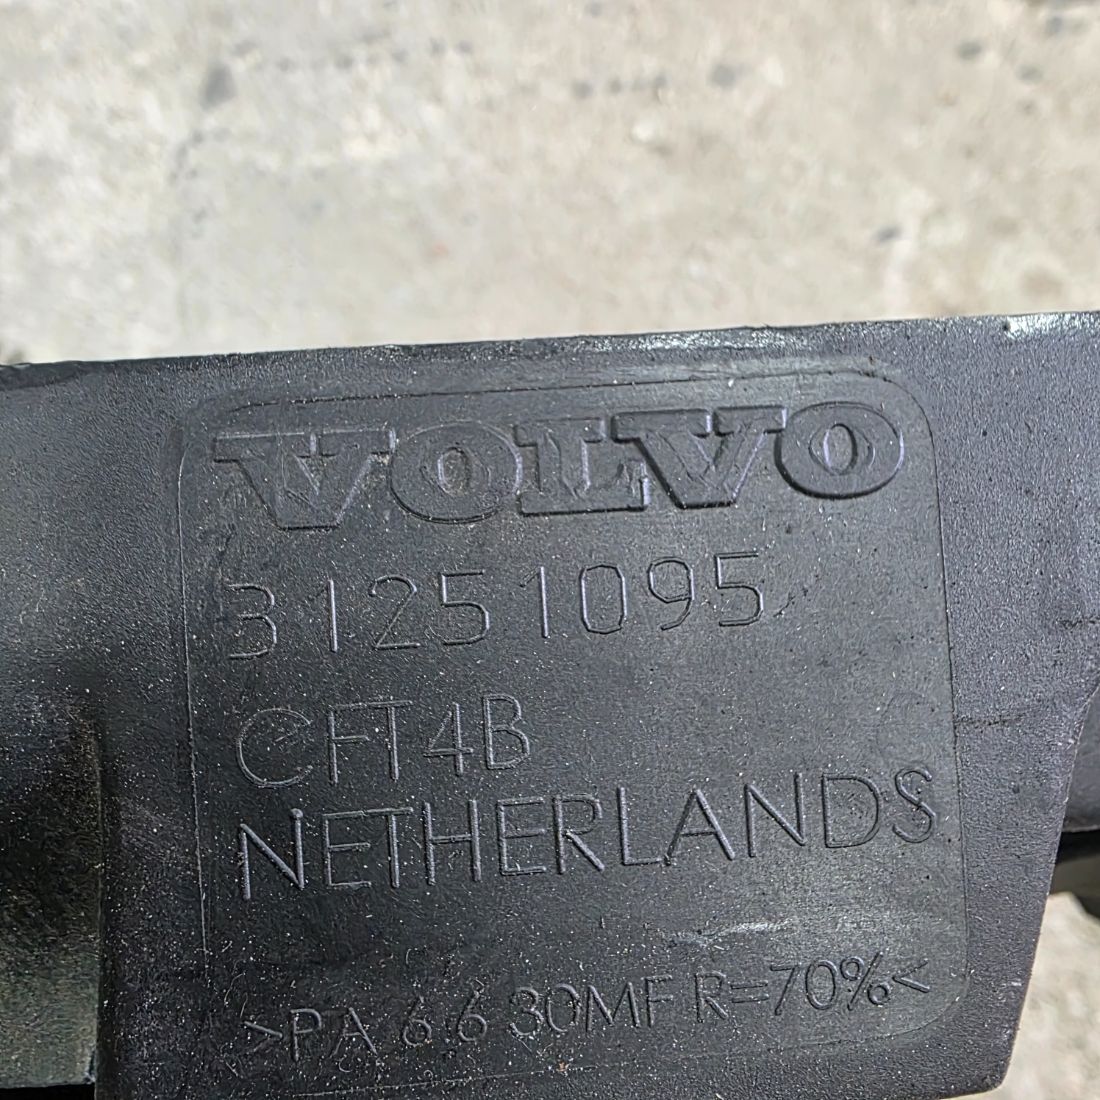 VOLVO
31251095
CFT4B
NETHERLANDS
>PA 6.6 30MF R=70%<